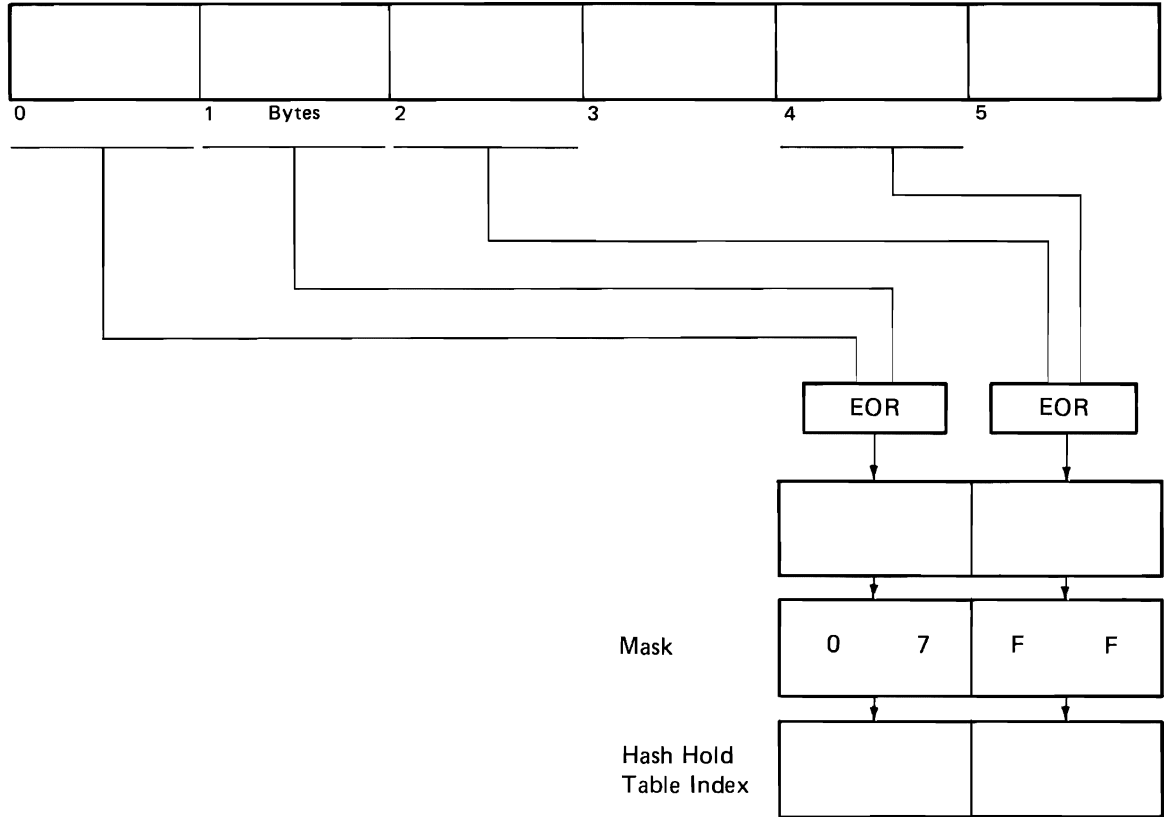 0 1 Bytes 2 3 4 5
EOR EOR
Mask 0 7 F F
Hash Hold
Table Index